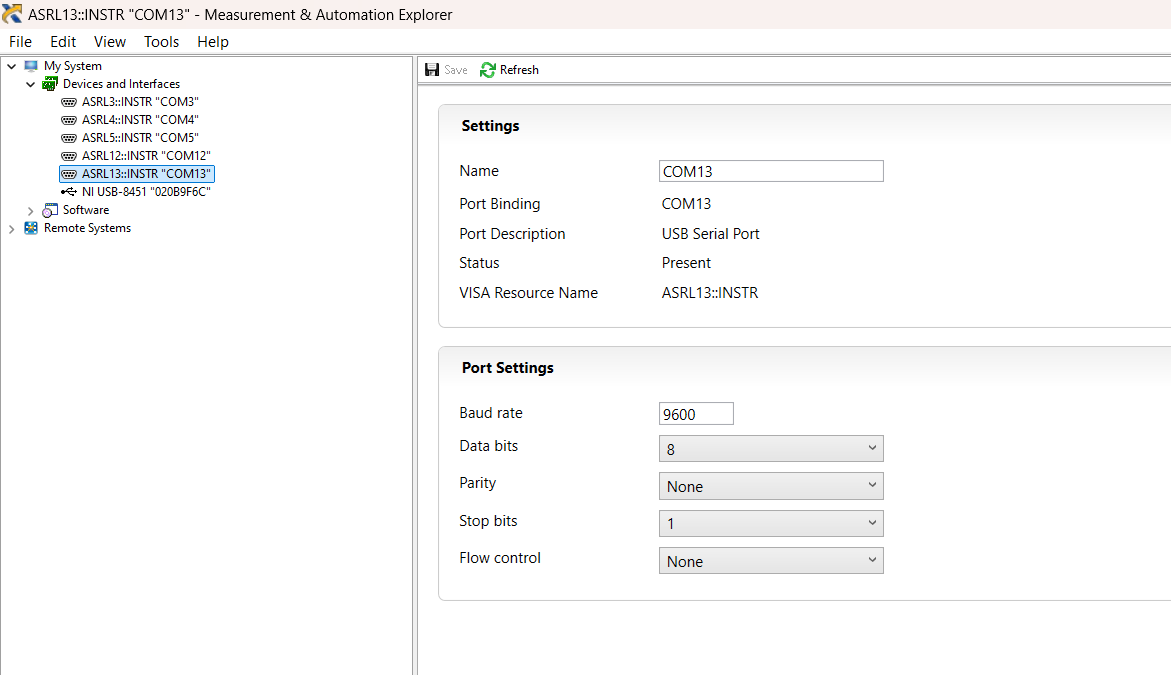 ASRL13::INSTR "COM13" - Measurement & Automation Explorer
File Edit View Tools Help
My System
Devices and Interfaces
ASRL3::INSTR "COM3"
ASRL4::INSTR "COM4"
ASRL5::INSTR "COM5"
ASRL12::INSTR "COM12"
ASRL13::INSTR "COM13"
NI USB-8451 "020B9F6C"
Software
Remote Systems
Save Refresh
Settings
Name COM13
Port Binding COM13
Port Description USB Serial Port
Status Present
VISA Resource Name ASRL13::INSTR
Port Settings
Baud rate 9600
Data bits 8
Parity None
Stop bits 1
Flow control None